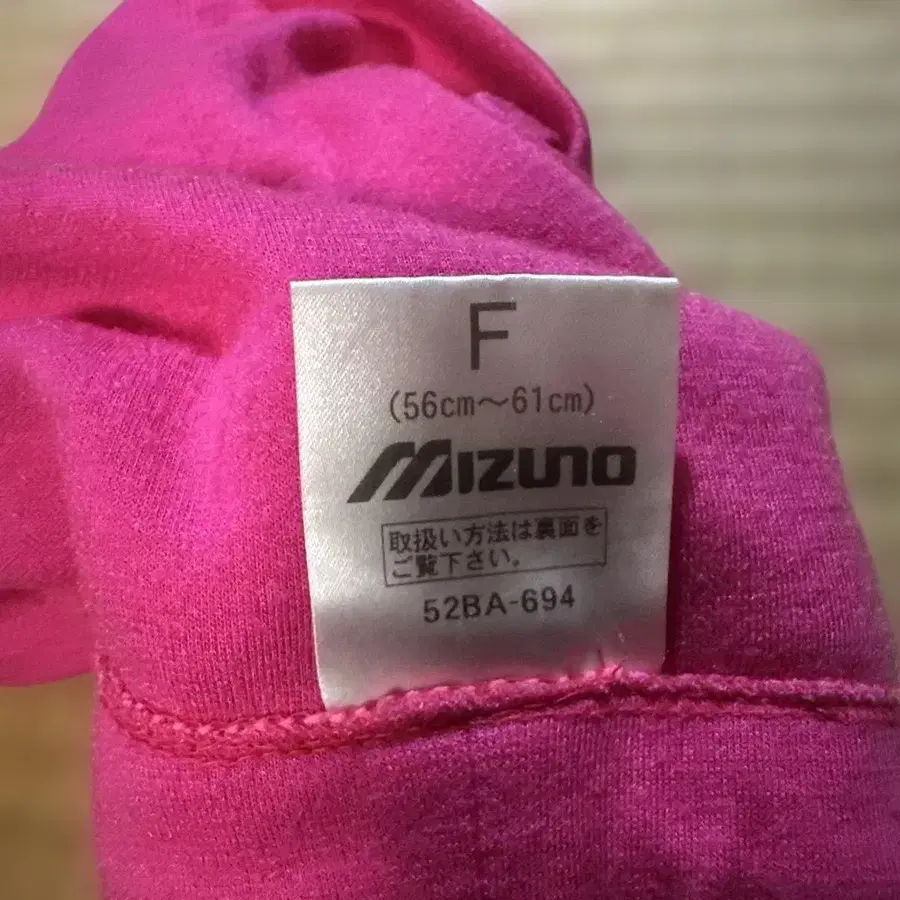 F
(56cm〜61cm)
MIZUNO
取扱い方法は裏面を
ご覧下さい。
52BA-694